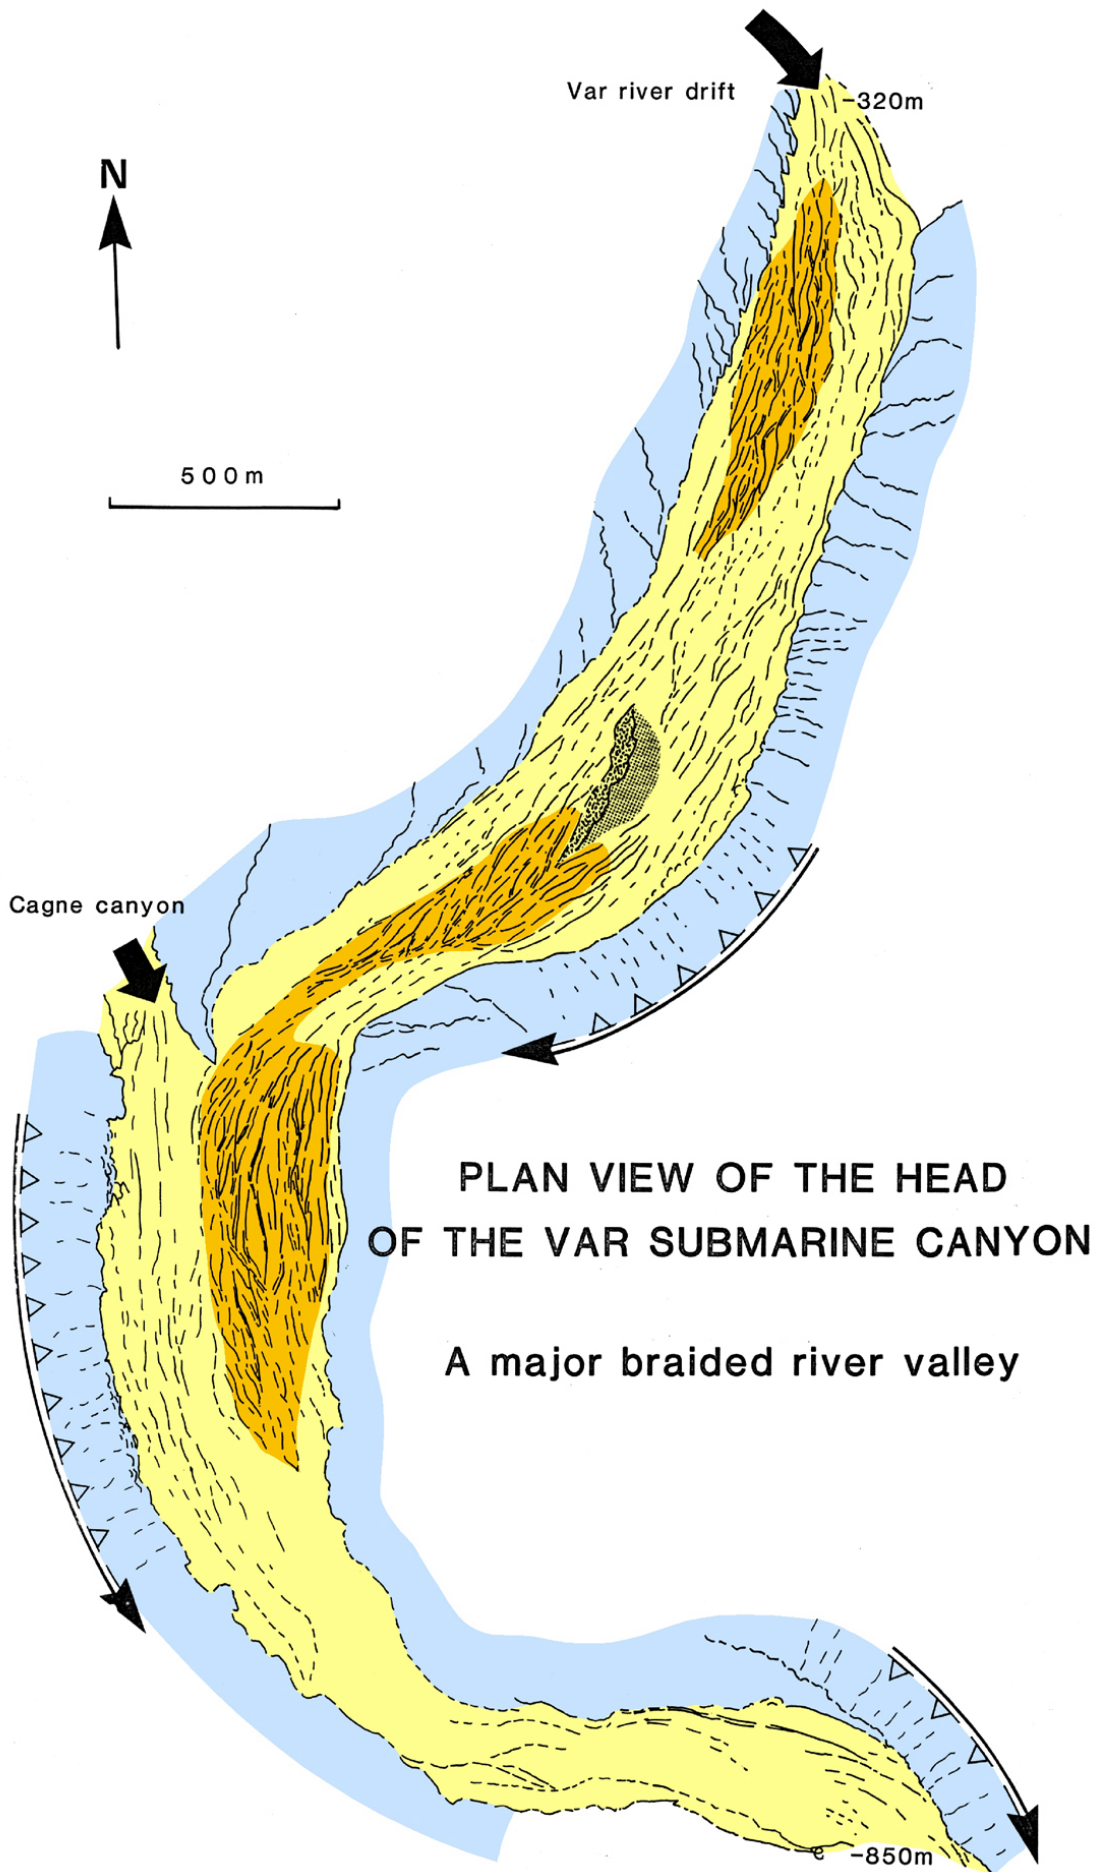 Var river drift
-320m
N
500m
Cagne canyon
PLAN VIEW OF THE HEAD
OF THE VAR SUBMARINE CANYON
A major braided river valley
-850m